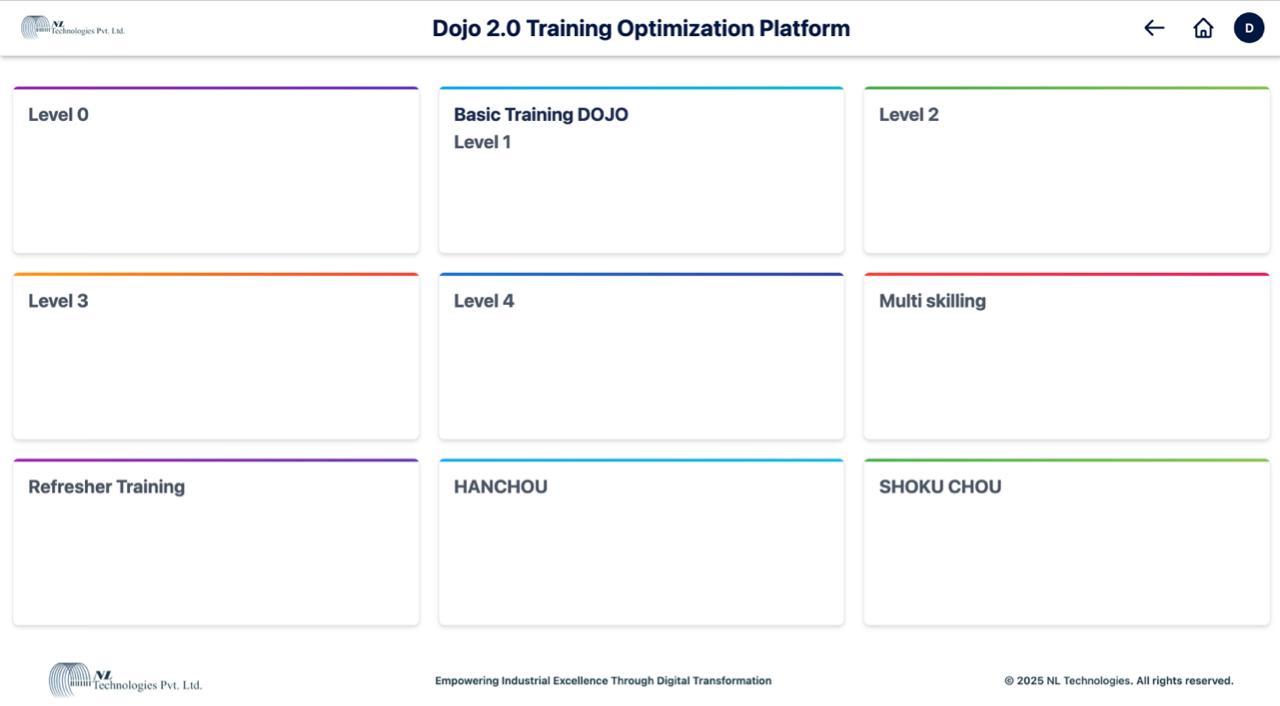 NL
Technologies Pvt. Ltd.
Dojo 2.0 Training Optimization Platform
D
Level 0
Basic Training DOJO
Level 1
Level 2
Level 3
Level 4
Multi skilling
Refresher Training
HANCHOU
SHOKU CHOU
NL
Technologies Pvt. Ltd.
Empowering Industrial Excellence Through Digital Transformation
© 2025 NL Technologies. All rights reserved.